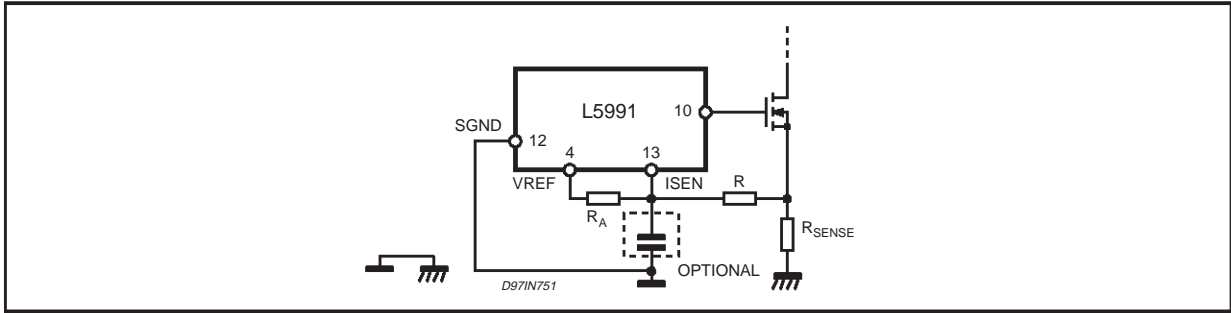 L5991
10
SGND
12
4
13
VREF
ISEN
R
RA
RSENSE
OPTIONAL
D97IN751